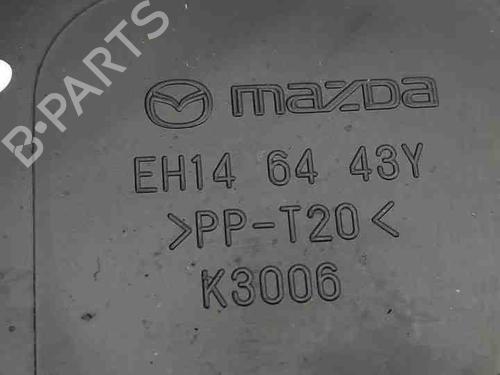 mazda
EH14 64 43Y
>PP-T20<
K3006
B-PARTS